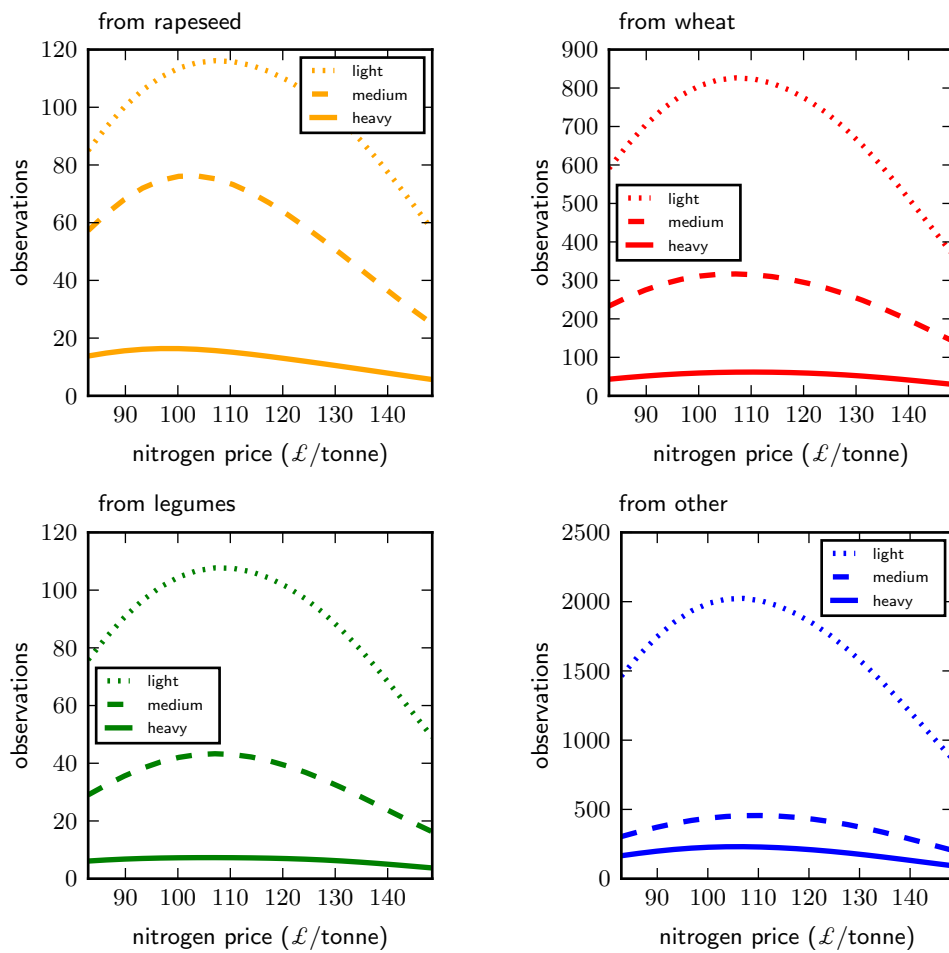 from rapeseed
120
100
80
60
40
20
0
observations
light
medium
heavy
90 100 110 120 130 140
nitrogen price (£/tonne)
from wheat
900
800
700
600
500
400
300
200
100
0
observations
light
medium
heavy
90 100 110 120 130 140
nitrogen price (£/tonne)
from legumes
120
100
80
60
40
20
0
observations
light
medium
heavy
90 100 110 120 130 140
nitrogen price (£/tonne)
from other
2500
2000
1500
1000
500
0
observations
light
medium
heavy
90 100 110 120 130 140
nitrogen price (£/tonne)